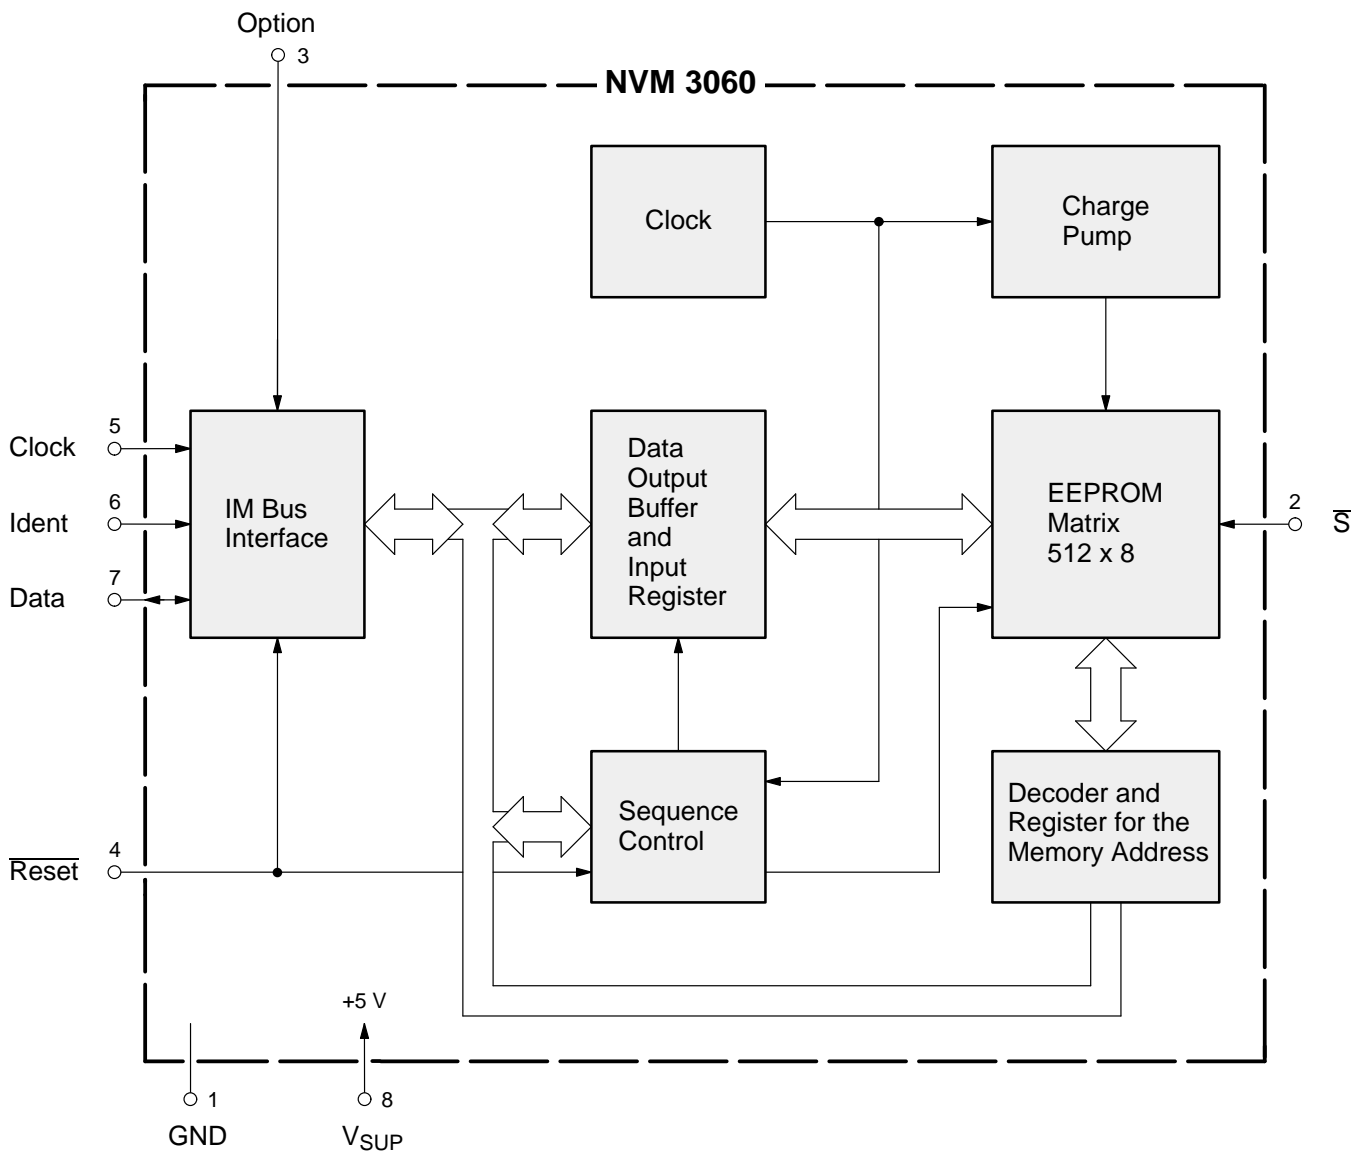 Option
3
NVM 3060
Clock
Charge
Pump
5
Clock
6
Ident
7
Data
IM Bus
Interface
Data
Output
Buffer
and
Input
Register
EEPROM
Matrix
512 x 8
2
S̅
Sequence
Control
Decoder and
Register for the
Memory Address
4
R̅e̅s̅e̅t̅
+5 V
1
GND
8
VSUP